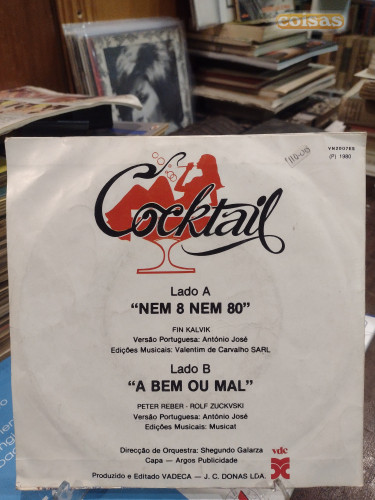 coisas
VN2007ES
(P) 1980
Cocktail
Lado A
“NEM 8 NEM 80”
FIN KALVIK
Versão Portuguesa: António José
Edições Musicais: Valentim de Carvalho SARL
Lado B
“A BEM OU MAL”
PETER REBER - ROLF ZUCKVSKI
Versão Portuguesa: António José
Edições Musicais: Musicat
Direcção de Orquestra: Shegundo Galarza
Capa — Argos Publicidade
Produzido e Editado VADECA — J. C. DONAS LDA.
vdc